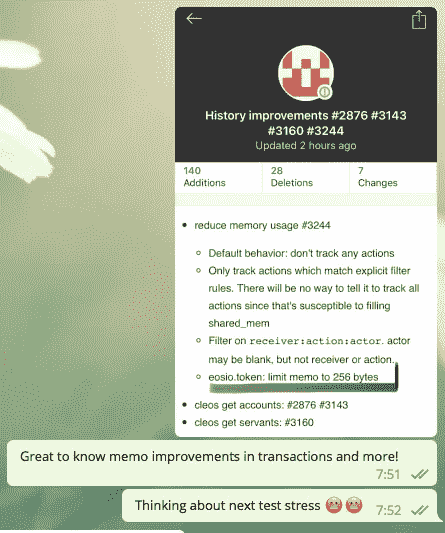 History improvements #2876 #3143
#3160 #3244
Updated 2 hours ago
140
Additions
28
Deletions
7
Changes
reduce memory usage #3244
Default behavior: don't track any actions
Only track actions which match explicit filter
rules. There will be no way to tell it to track all
actions since that's susceptible to filling
shared_mem
Filter on receiver:action:actor. actor
may be blank, but not receiver or action.
eosio.token: limit memo to 256 bytes
cleos get accounts: #2876 #3143
cleos get servants: #3160
Great to know memo improvements in transactions and more!
7:51
Thinking about next test stress
7:52